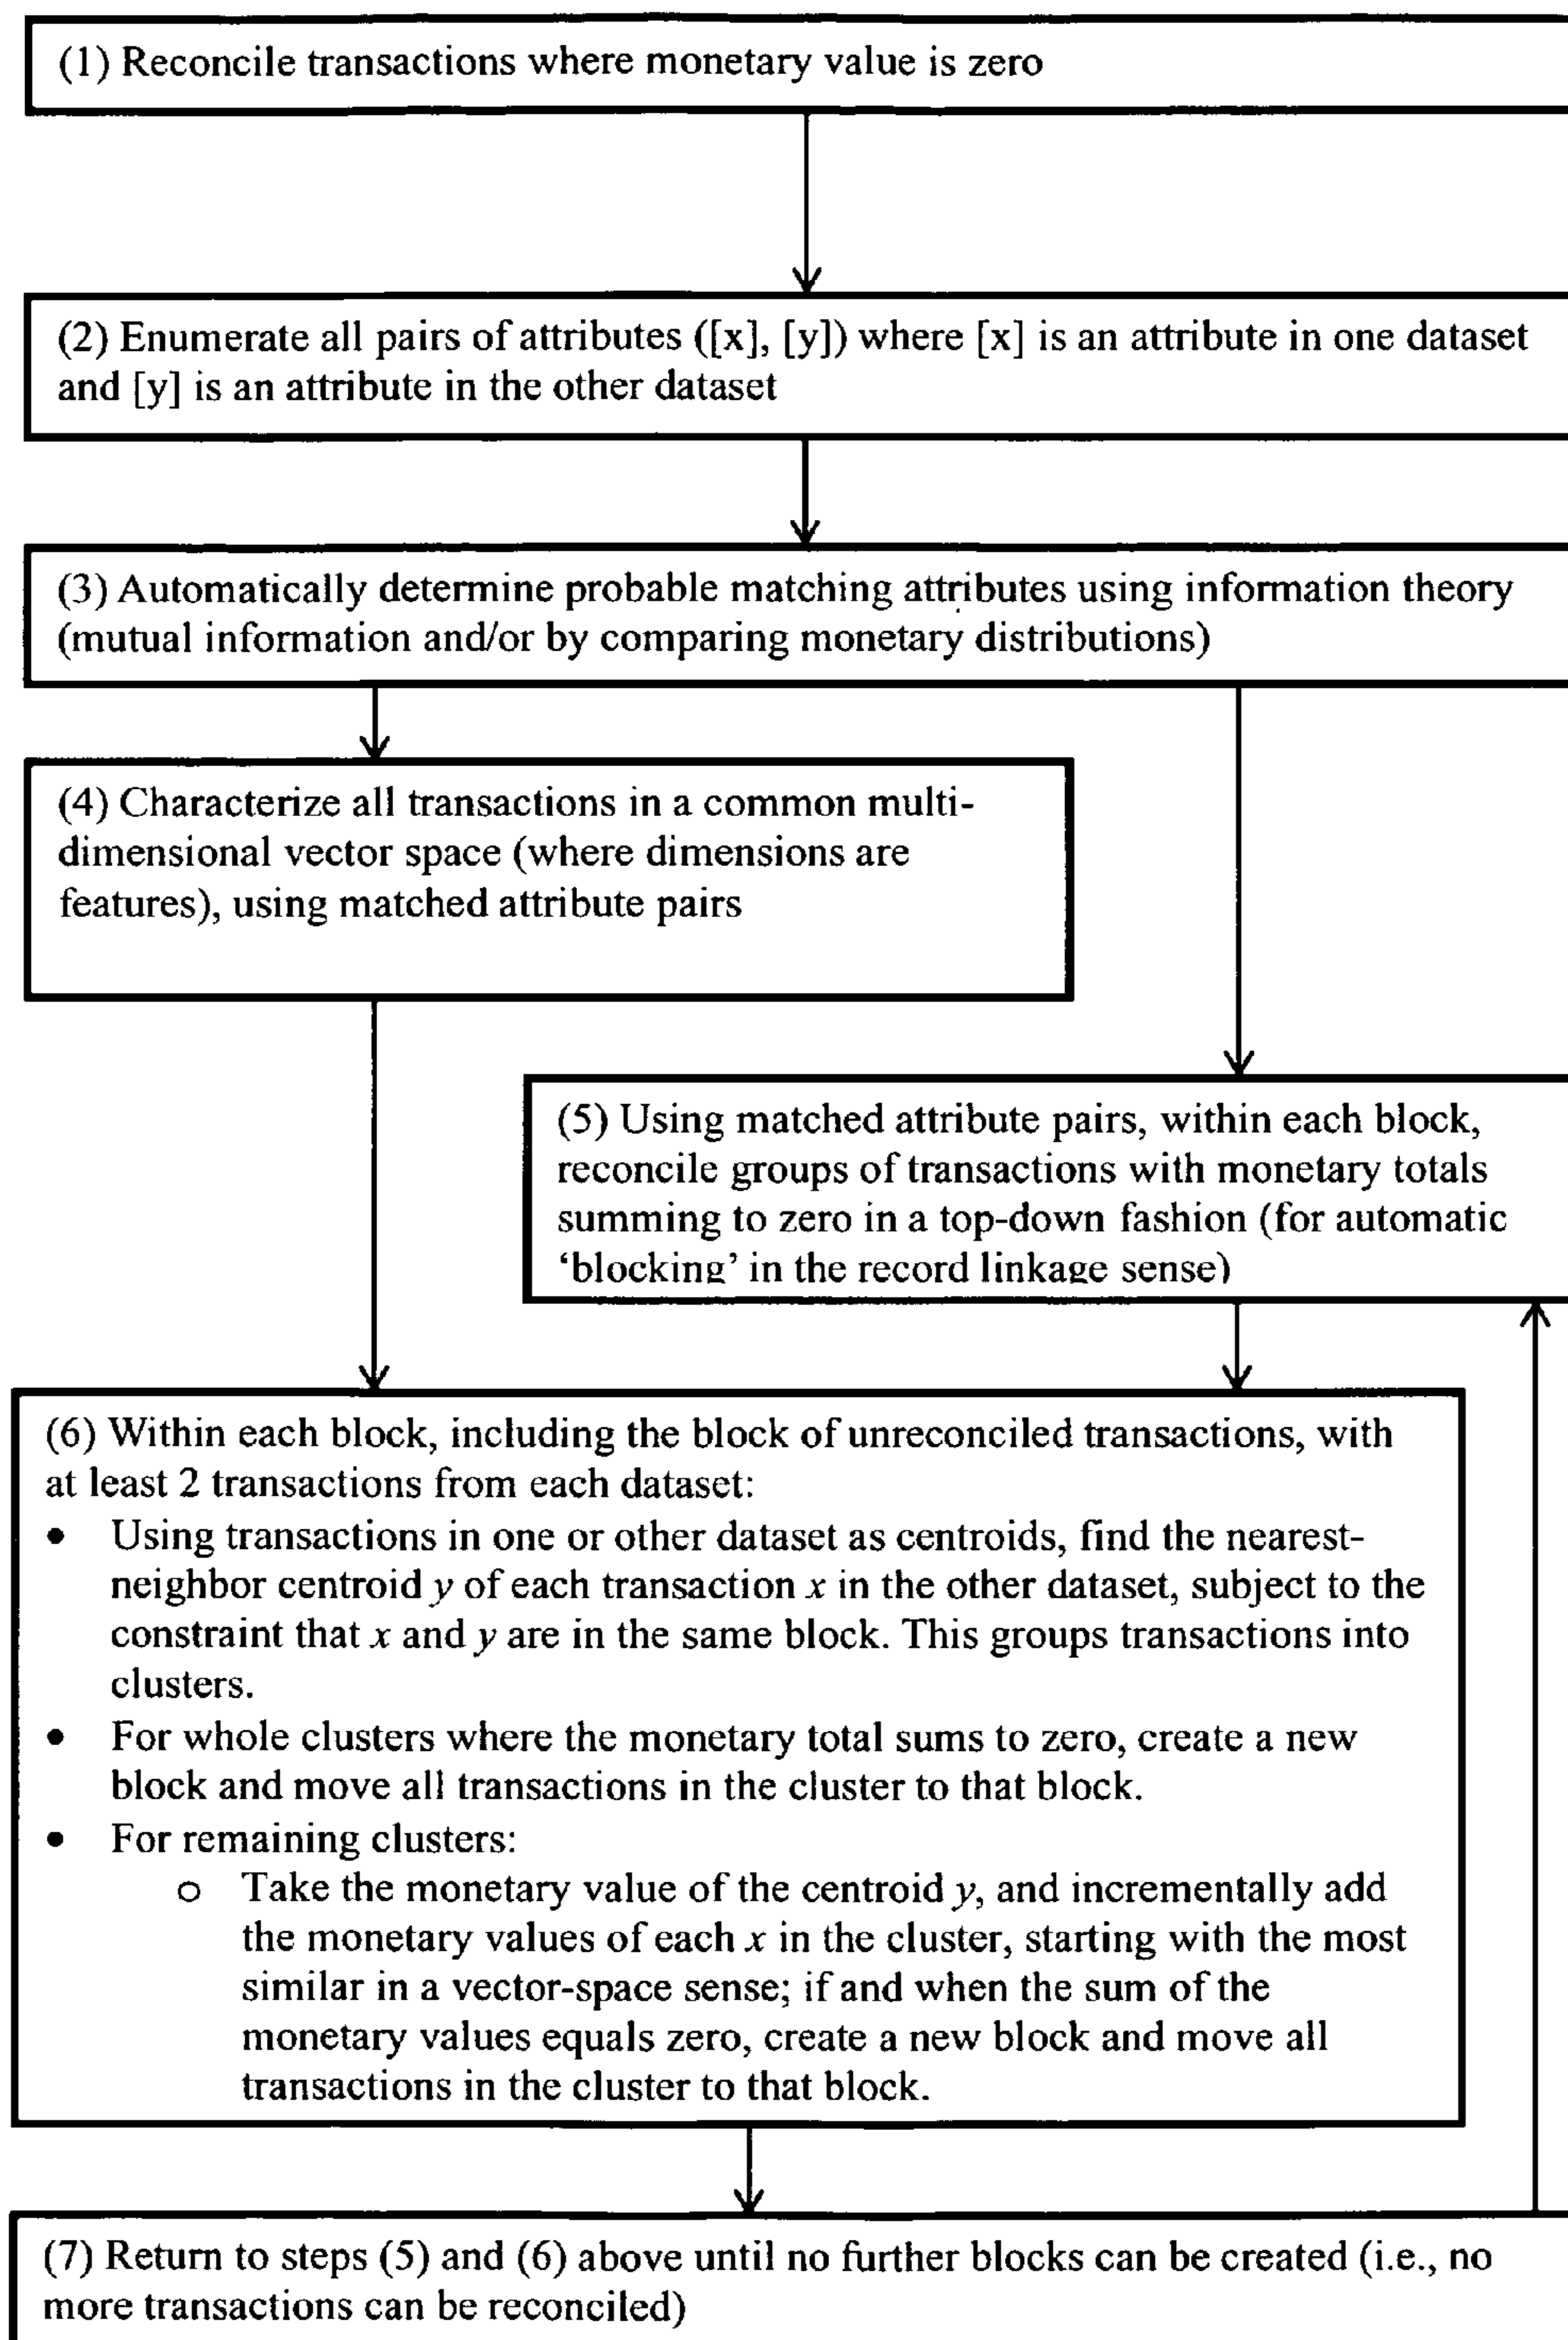 (1) Reconcile transactions where monetary value is zero
(2) Enumerate all pairs of attributes ([x], [y]) where [x] is an attribute in one dataset
and [y] is an attribute in the other dataset
(3) Automatically determine probable matching attributes using information theory
(mutual information and/or by comparing monetary distributions)
(4) Characterize all transactions in a common multi-
dimensional vector space (where dimensions are
features), using matched attribute pairs
(5) Using matched attribute pairs, within each block,
reconcile groups of transactions with monetary totals
summing to zero in a top-down fashion (for automatic
‘blocking’ in the record linkage sense)
(6) Within each block, including the block of unreconciled transactions, with
at least 2 transactions from each dataset:
• Using transactions in one or other dataset as centroids, find the nearest-
neighbor centroid y of each transaction x in the other dataset, subject to the
constraint that x and y are in the same block. This groups transactions into
clusters.
• For whole clusters where the monetary total sums to zero, create a new
block and move all transactions in the cluster to that block.
• For remaining clusters:
o Take the monetary value of the centroid y, and incrementally add
the monetary values of each x in the cluster, starting with the most
similar in a vector-space sense; if and when the sum of the
monetary values equals zero, create a new block and move all
transactions in the cluster to that block.
(7) Return to steps (5) and (6) above until no further blocks can be created (i.e., no
more transactions can be reconciled)